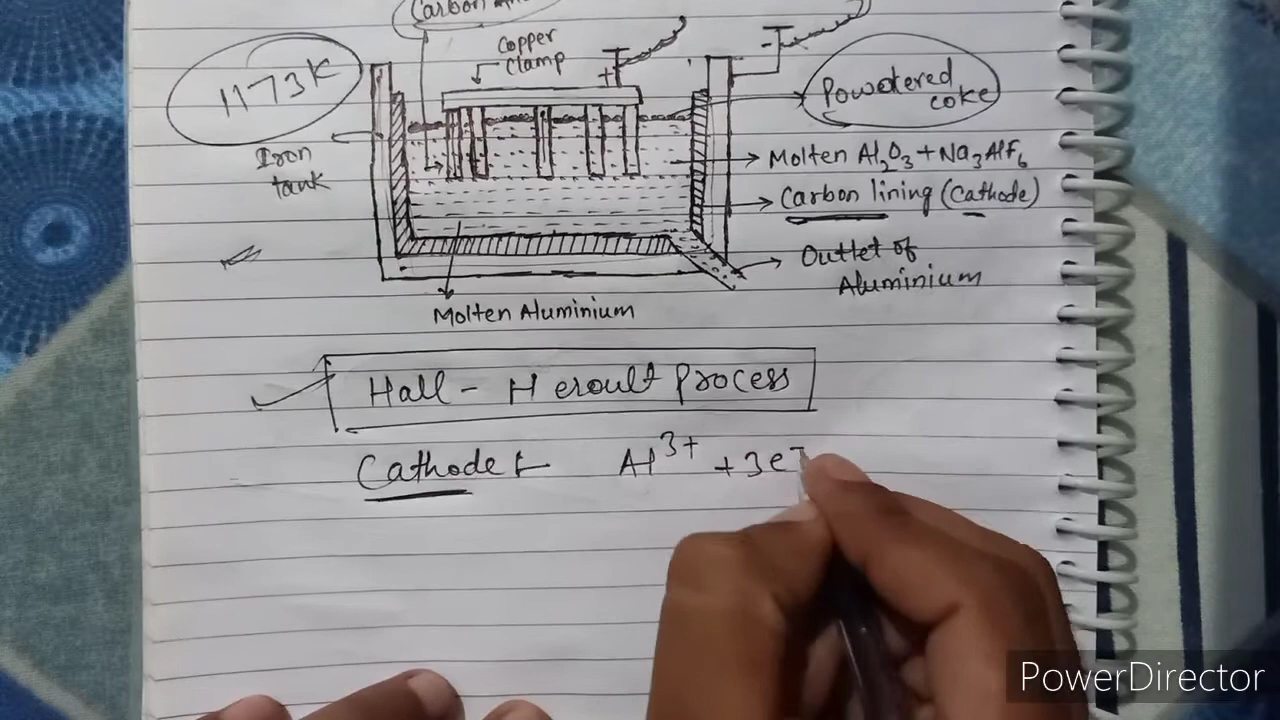 Carbon
Copper
clamp
+
-
1173K
Powdered
coke
Iron
tank
Molten Al₂O₃ + Na₃AlF₆
Carbon lining (Cathode)
Outlet of
Aluminium
Molten Aluminium
Hall - Heroult Process
Cathode :- Al³⁺ + 3e⁻
PowerDirector